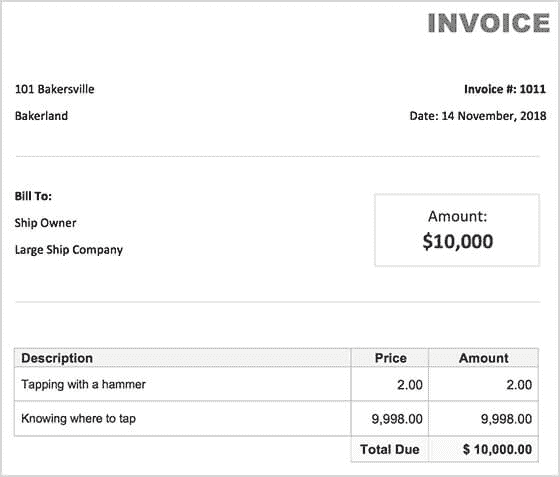 INVOICE
101 Bakersville
Invoice #: 1011
Bakerland
Date: 14 November, 2018
Bill To:
Ship Owner
Large Ship Company
Amount:
$10,000
Description Price Amount
Tapping with a hammer 2.00 2.00
Knowing where to tap 9,998.00 9,998.00
Total Due $ 10,000.00